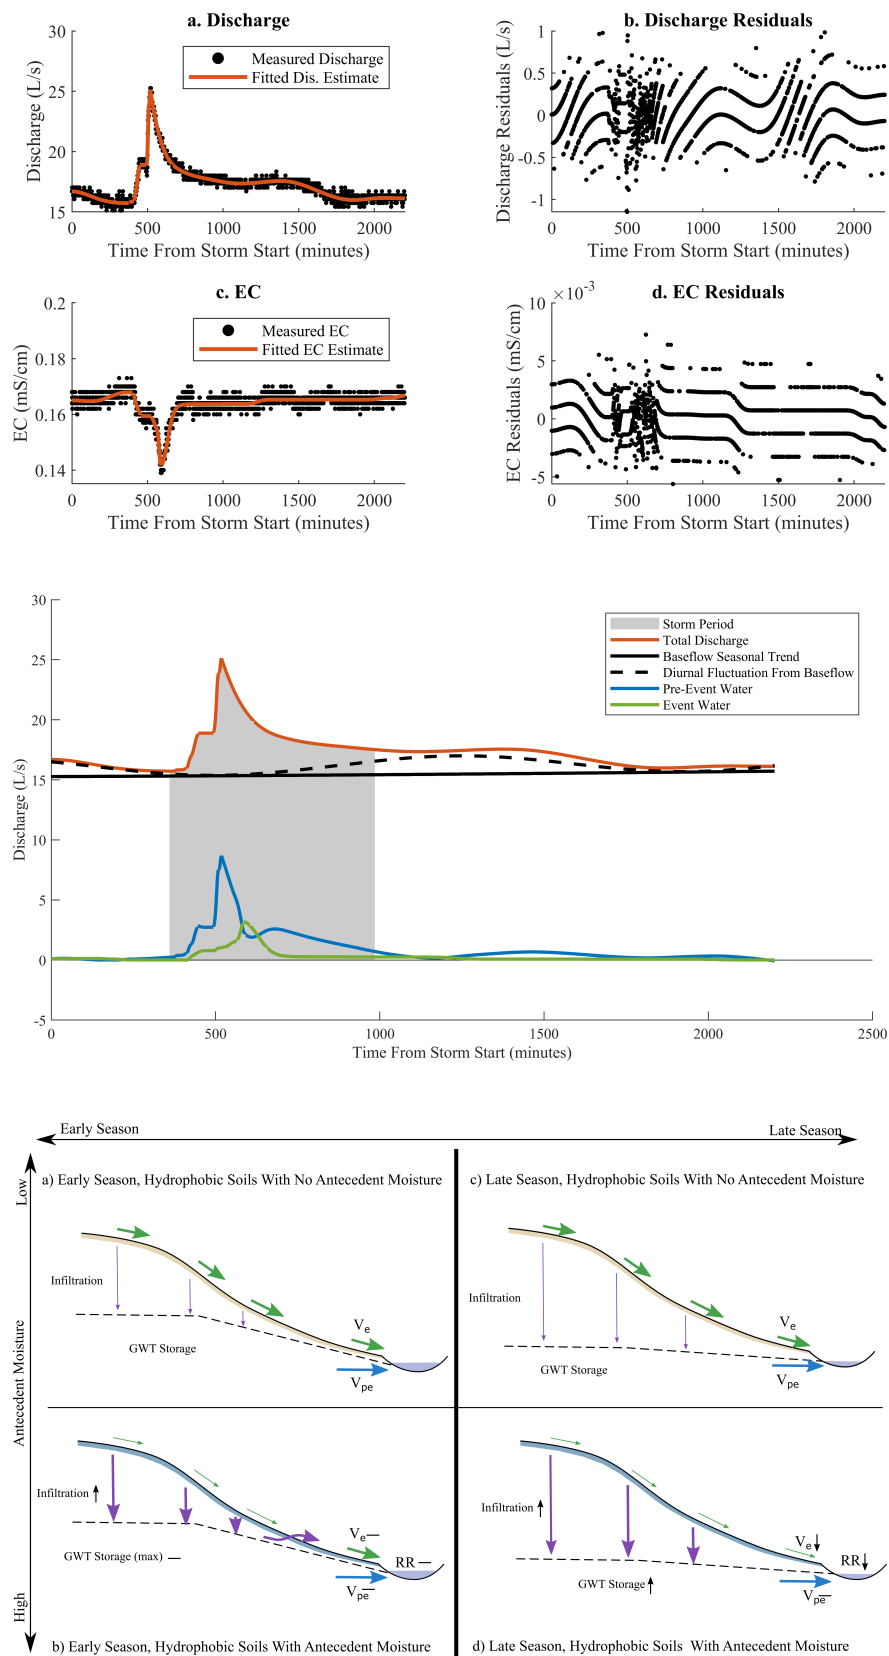 a. Discharge
30
25
20
15
Discharge (L/s)
Measured Discharge
Fitted Dis. Estimate
0
500
1000
1500
2000
Time From Storm Start (minutes)
b. Discharge Residuals
1
0.5
0
-0.5
-1
Discharge Residuals (L/s)
0
500
1000
1500
2000
Time From Storm Start (minutes)
c. EC
0.2
0.18
0.16
0.14
EC (mS/cm)
Measured EC
Fitted EC Estimate
0
500
1000
1500
2000
Time From Storm Start (minutes)
d. EC Residuals
×10⁻³
10
5
0
-5
EC Residuals (mS/cm)
0
500
1000
1500
2000
Time From Storm Start (minutes)
30
25
20
15
10
5
0
-5
Discharge (L/s)
Storm Period
Total Discharge
Baseflow Seasonal Trend
Diurnal Fluctuation From Baseflow
Pre-Event Water
Event Water
0
500
1000
1500
2000
2500
Time From Storm Start (minutes)
Early Season
Late Season
Low
Antecedent Moisture
High
a) Early Season, Hydrophobic Soils With No Antecedent Moisture
Infiltration
GWT Storage
Ve
Vpe
c) Late Season, Hydrophobic Soils With No Antecedent Moisture
Infiltration
GWT Storage
Ve
Vpe
Infiltration
GWT Storage (max)
Ve
RR
Vpe
b) Early Season, Hydrophobic Soils With Antecedent Moisture
Infiltration
GWT Storage
Ve
RR
Vpe
d) Late Season, Hydrophobic Soils With Antecedent Moisture